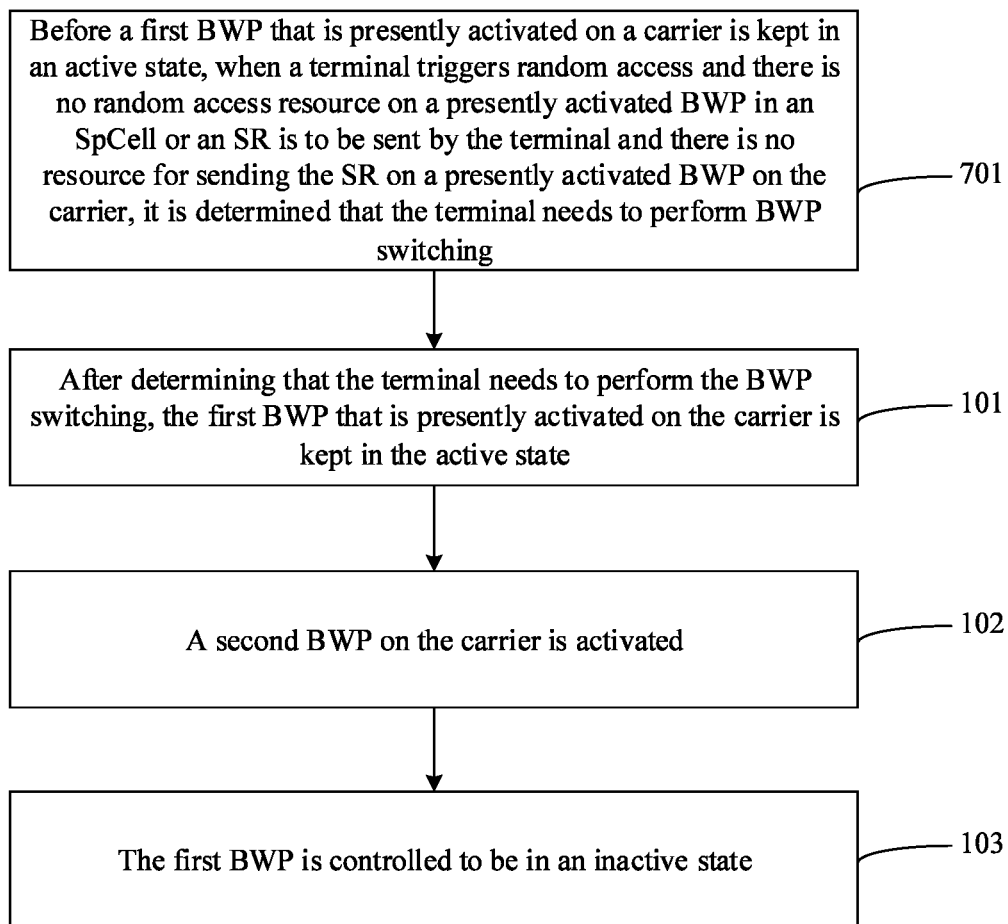 Before a first BWP that is presently activated on a carrier is kept in
an active state, when a terminal triggers random access and there is
no random access resource on a presently activated BWP in an
SpCell or an SR is to be sent by the terminal and there is no
resource for sending the SR on a presently activated BWP on the
carrier, it is determined that the terminal needs to perform BWP
switching
701
After determining that the terminal needs to perform the BWP
switching, the first BWP that is presently activated on the carrier is
kept in the active state
101
A second BWP on the carrier is activated
102
The first BWP is controlled to be in an inactive state
103